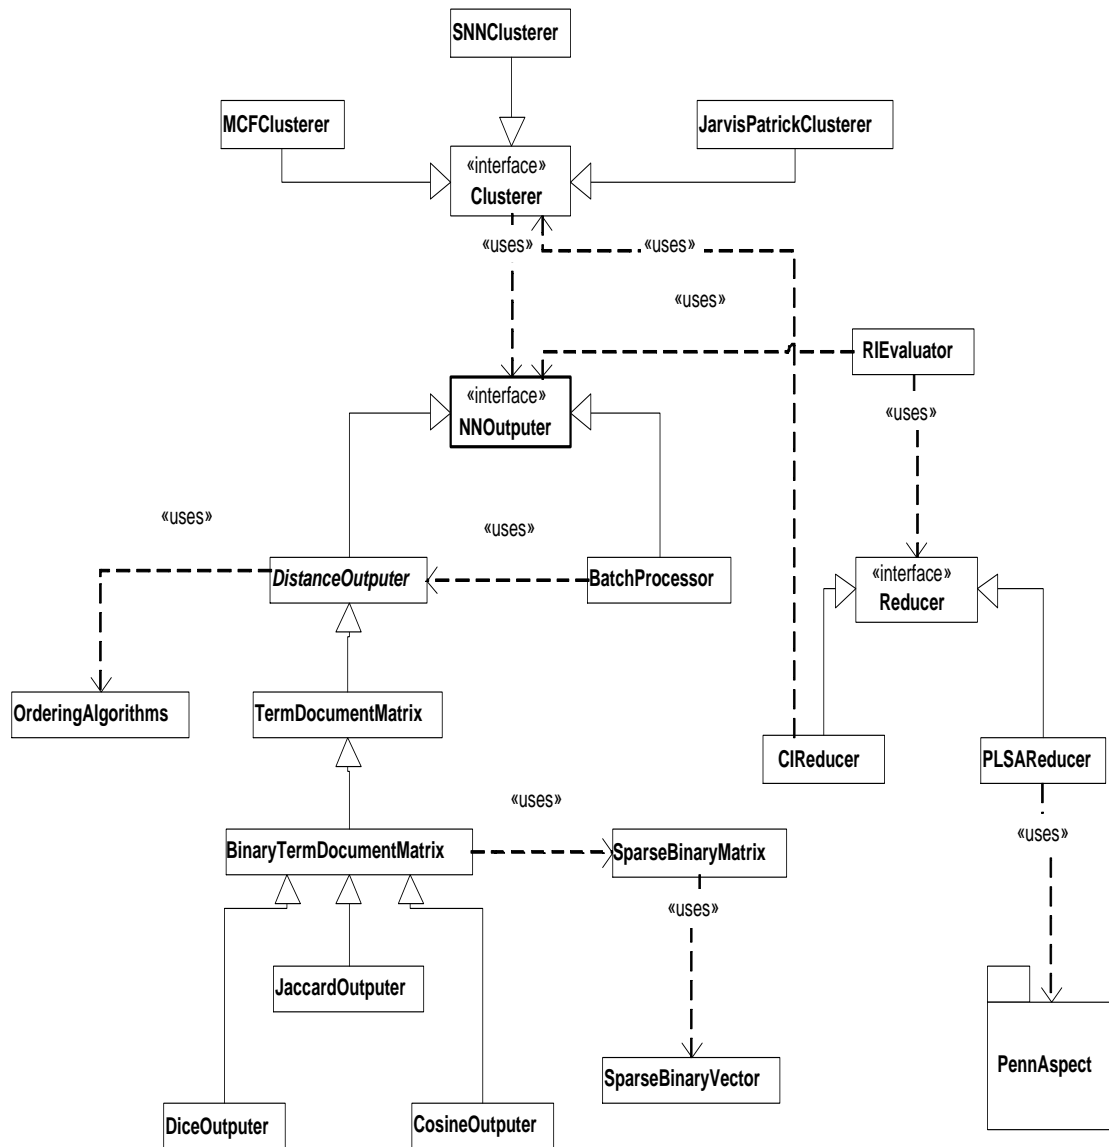 SNNClusterer
MCFClusterer
JarvisPatrickClusterer
«interface»
Clusterer
«uses»
«uses»
«uses»
RIEvaluator
«interface»
NNOutputer
«uses»
«uses»
«uses»
DistanceOutputer
BatchProcessor
«interface»
Reducer
OrderingAlgorithms
TermDocumentMatrix
CIReducer
PLSAReducer
«uses»
«uses»
BinaryTermDocumentMatrix
SparseBinaryMatrix
«uses»
JaccardOutputer
PennAspect
SparseBinaryVector
DiceOutputer
CosineOutputer